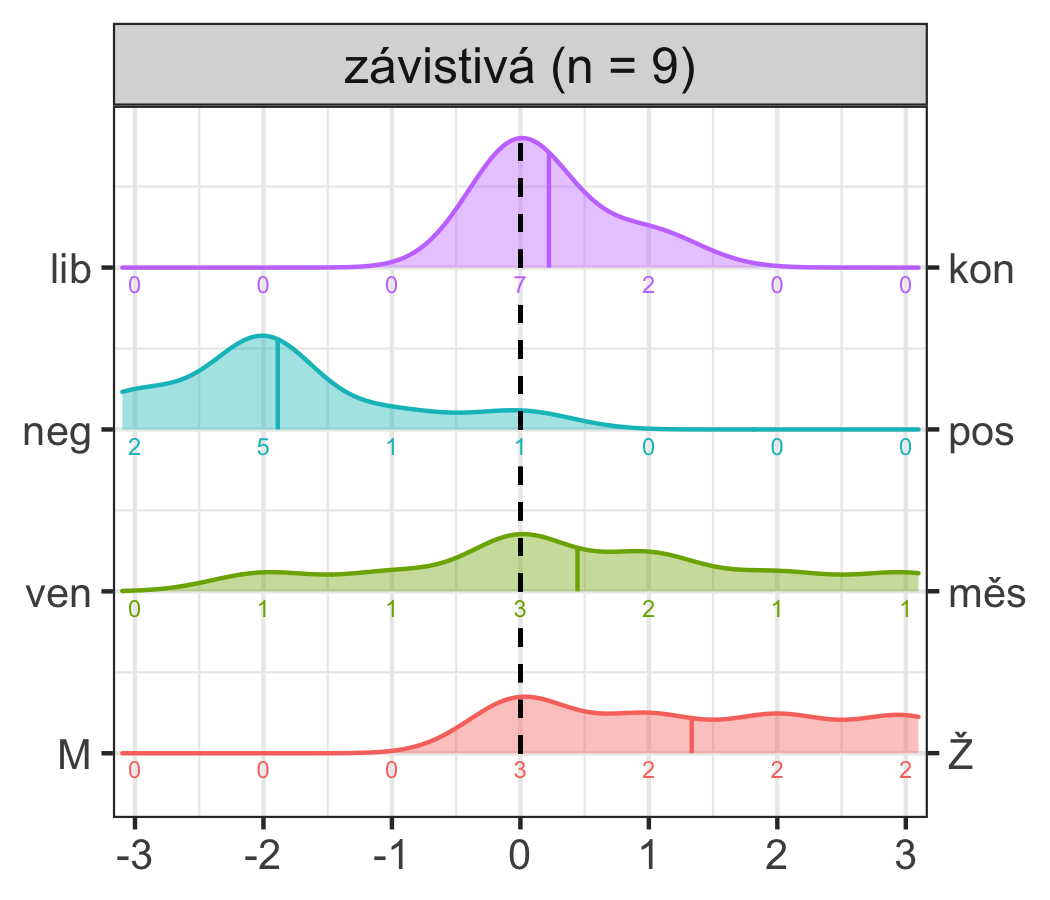 závistivá (n = 9)
lib kon
0 0 0 7 2 0 0
neg pos
2 5 1 1 0 0 0
ven měs
0 1 1 3 2 1 1
M Ž
0 0 0 3 2 2 2
-3 -2 -1 0 1 2 3